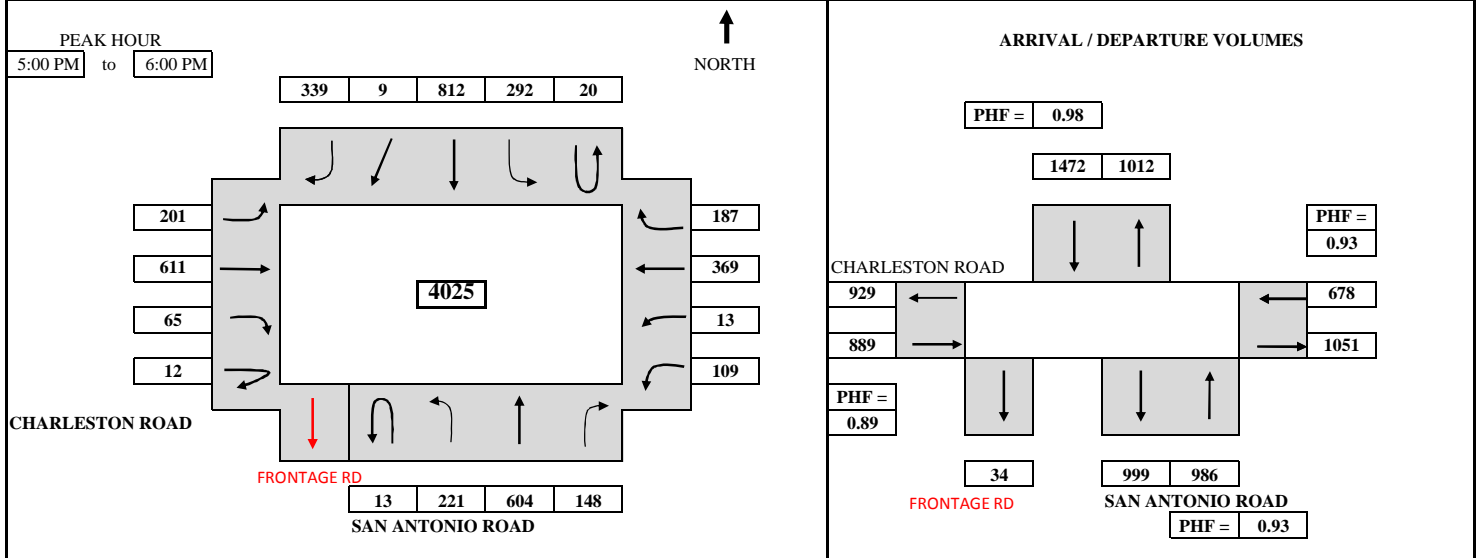 PEAK HOUR
5:00 PM to 6:00 PM
NORTH
339 9 812 292 20
201
611
65
12
4025
187
369
13
109
CHARLESTON ROAD
FRONTAGE RD
13 221 604 148
SAN ANTONIO ROAD
ARRIVAL / DEPARTURE VOLUMES
PHF = 0.98
1472 1012
PHF =
0.93
CHARLESTON ROAD
929
889
678
1051
PHF =
0.89
34
999 986
FRONTAGE RD
SAN ANTONIO ROAD
PHF = 0.93